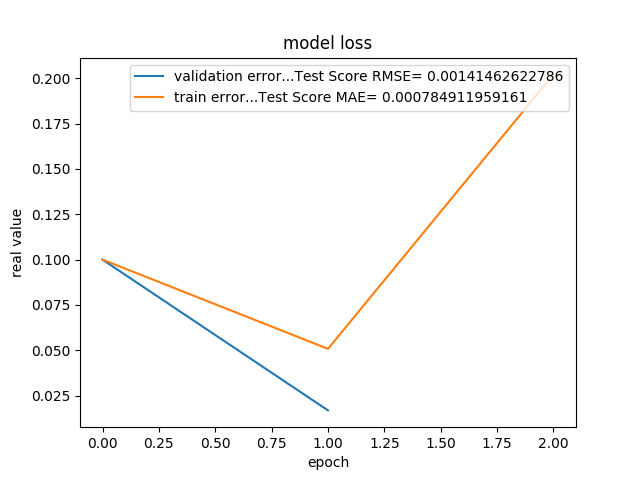 model loss
validation error...Test Score RMSE= 0.00141462622786
train error...Test Score MAE= 0.000784911959161
0.200
0.175
0.150
0.125
0.100
0.075
0.050
0.025
real value
0.00 0.25 0.50 0.75 1.00 1.25 1.50 1.75 2.00
epoch